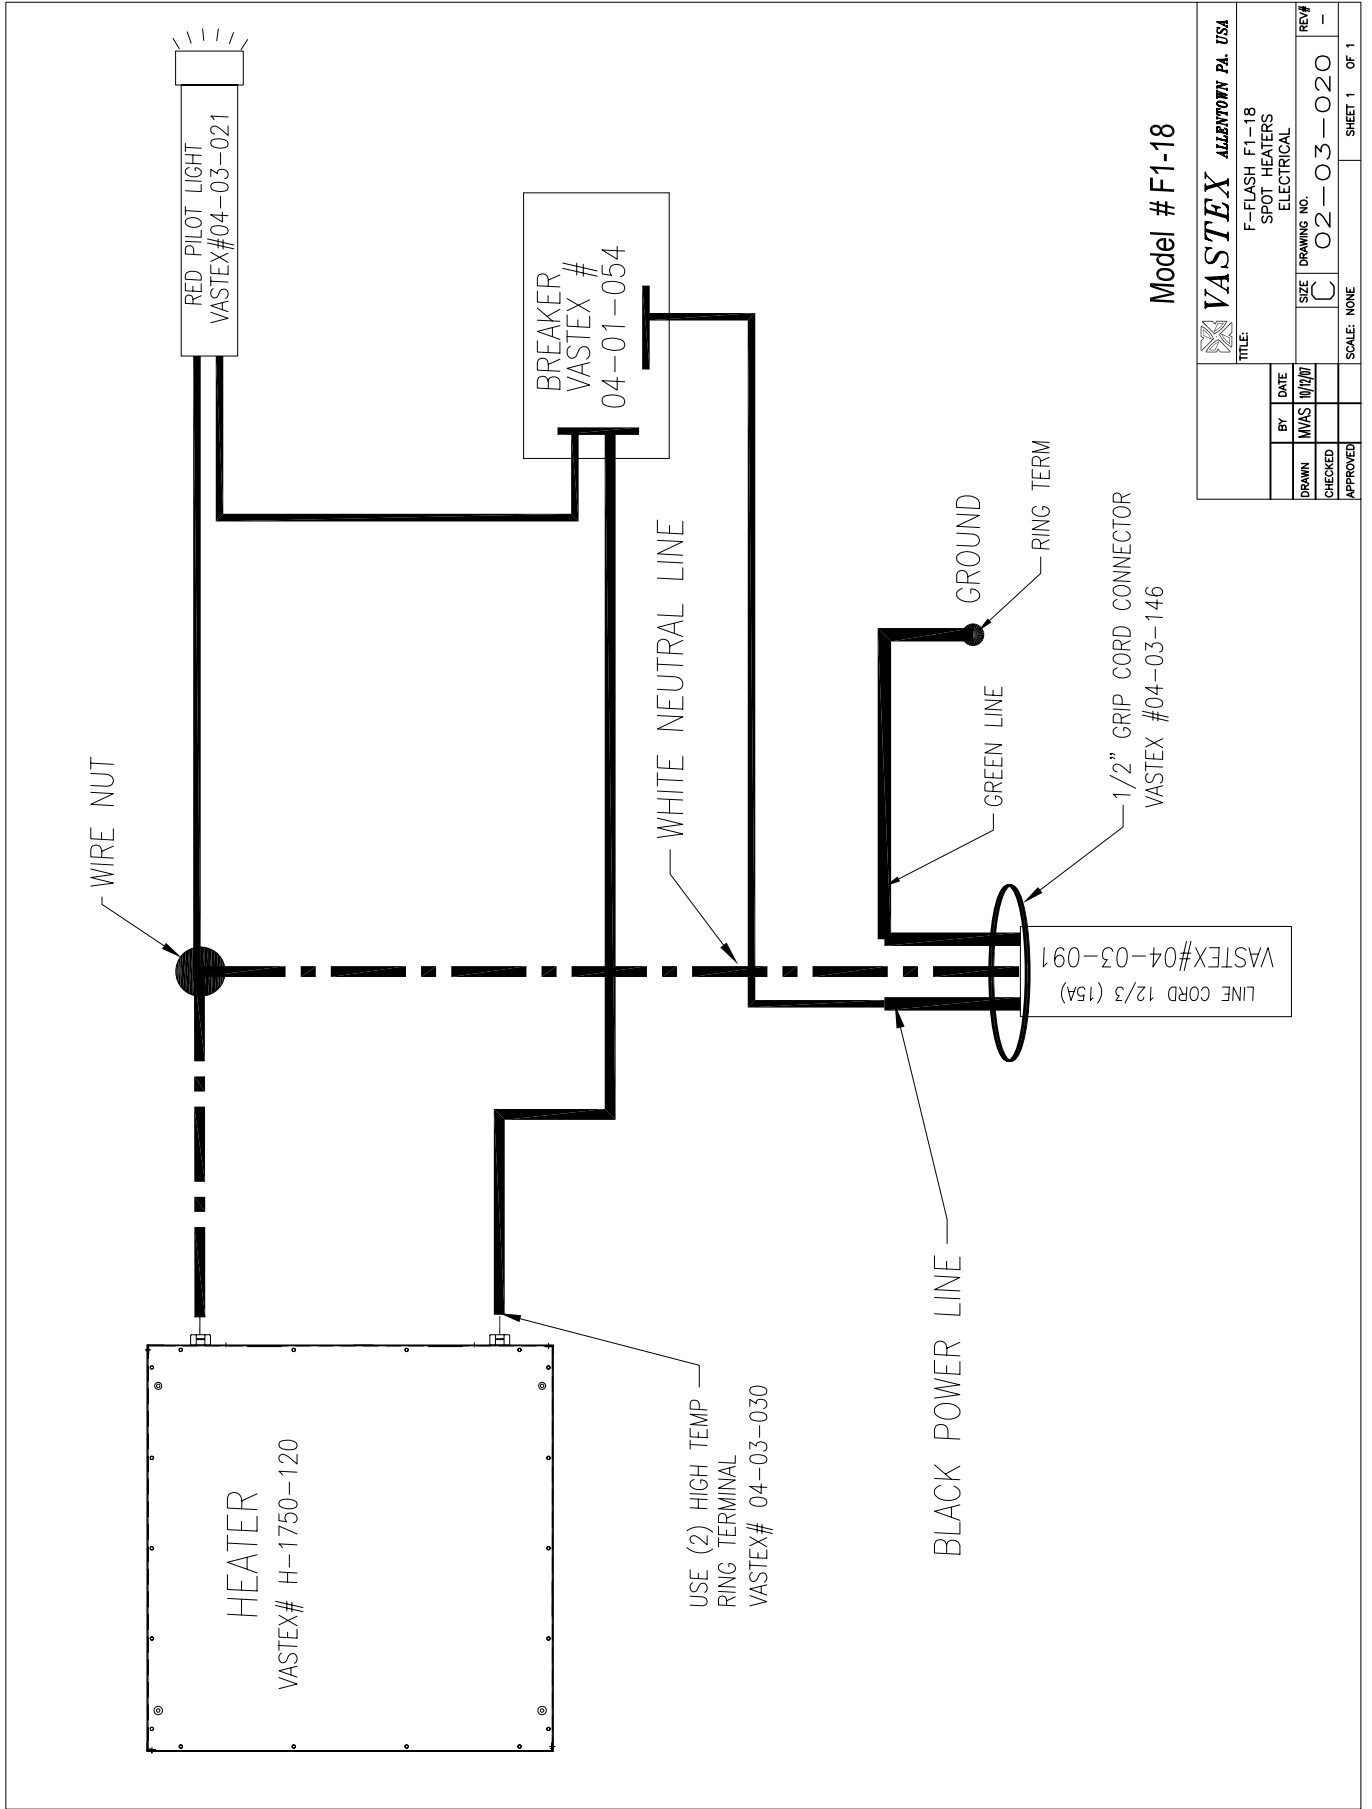 RED PILOT LIGHT
VASTEX#04-03-021
WIRE NUT
BREAKER
VASTEX #
04-01-054
HEATER
VASTEX# H-1750-120
WHITE NEUTRAL LINE
USE (2) HIGH TEMP
RING TERMINAL
VASTEX# 04-03-030
BLACK POWER LINE
GREEN LINE
GROUND
RING TERM
1/2" GRIP CORD CONNECTOR
VASTEX #04-03-146
LINE CORD 12/3 (15A)
VASTEX#04-03-091
Model # F1-18
VASTEX ALLENTOWN PA. USA
TITLE:
F-FLASH F1-18
SPOT HEATERS
ELECTRICAL
BY DATE
DRAWN MVAS 10/12/07
CHECKED
APPROVED
SIZE C
DRAWING NO. 02-03-020
REV# -
SCALE: NONE
SHEET 1 OF 1